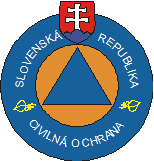 SLOVENSKÁ REPUBLIKA
CIVILNÁ OCHRANA